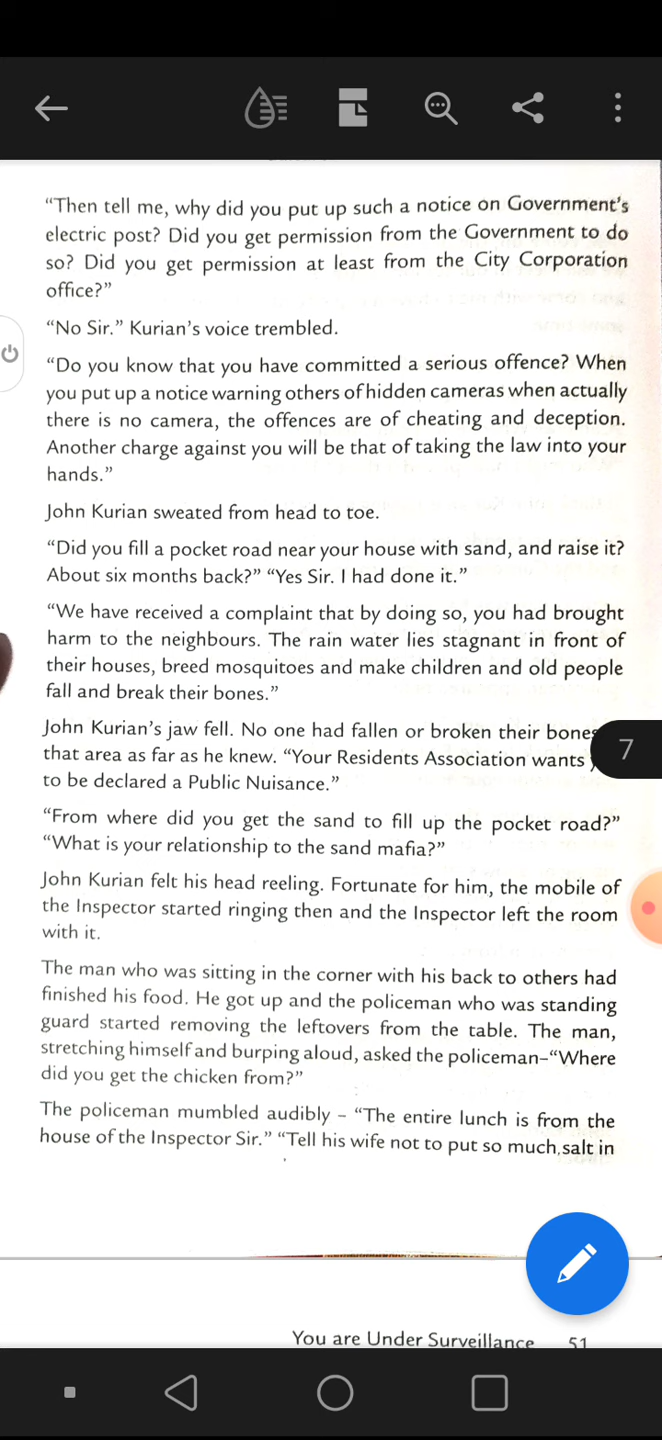 “Then tell me, why did you put up such a notice on Government’s
electric post? Did you get permission from the Government to do
so? Did you get permission at least from the City Corporation
office?”
“No Sir.” Kurian’s voice trembled.
“Do you know that you have committed a serious offence? When
you put up a notice warning others of hidden cameras when actually
there is no camera, the offences are of cheating and deception.
Another charge against you will be that of taking the law into your
hands.”
John Kurian sweated from head to toe.
“Did you fill a pocket road near your house with sand, and raise it?
About six months back?” “Yes Sir. I had done it.”
“We have received a complaint that by doing so, you had brought
harm to the neighbours. The rain water lies stagnant in front of
their houses, breed mosquitoes and make children and old people
fall and break their bones.”
John Kurian’s jaw fell. No one had fallen or broken their bones
that area as far as he knew. “Your Residents Association wants
to be declared a Public Nuisance.”
7
“From where did you get the sand to fill up the pocket road?”
“What is your relationship to the sand mafia?”
John Kurian felt his head reeling. Fortunate for him, the mobile of
the Inspector started ringing then and the Inspector left the room
with it.
The man who was sitting in the corner with his back to others had
finished his food. He got up and the policeman who was standing
guard started removing the leftovers from the table. The man,
stretching himself and burping aloud, asked the policeman–“Where
did you get the chicken from?”
The policeman mumbled audibly – “The entire lunch is from the
house of the Inspector Sir.” “Tell his wife not to put so much salt in
You are Under Surveillance 51